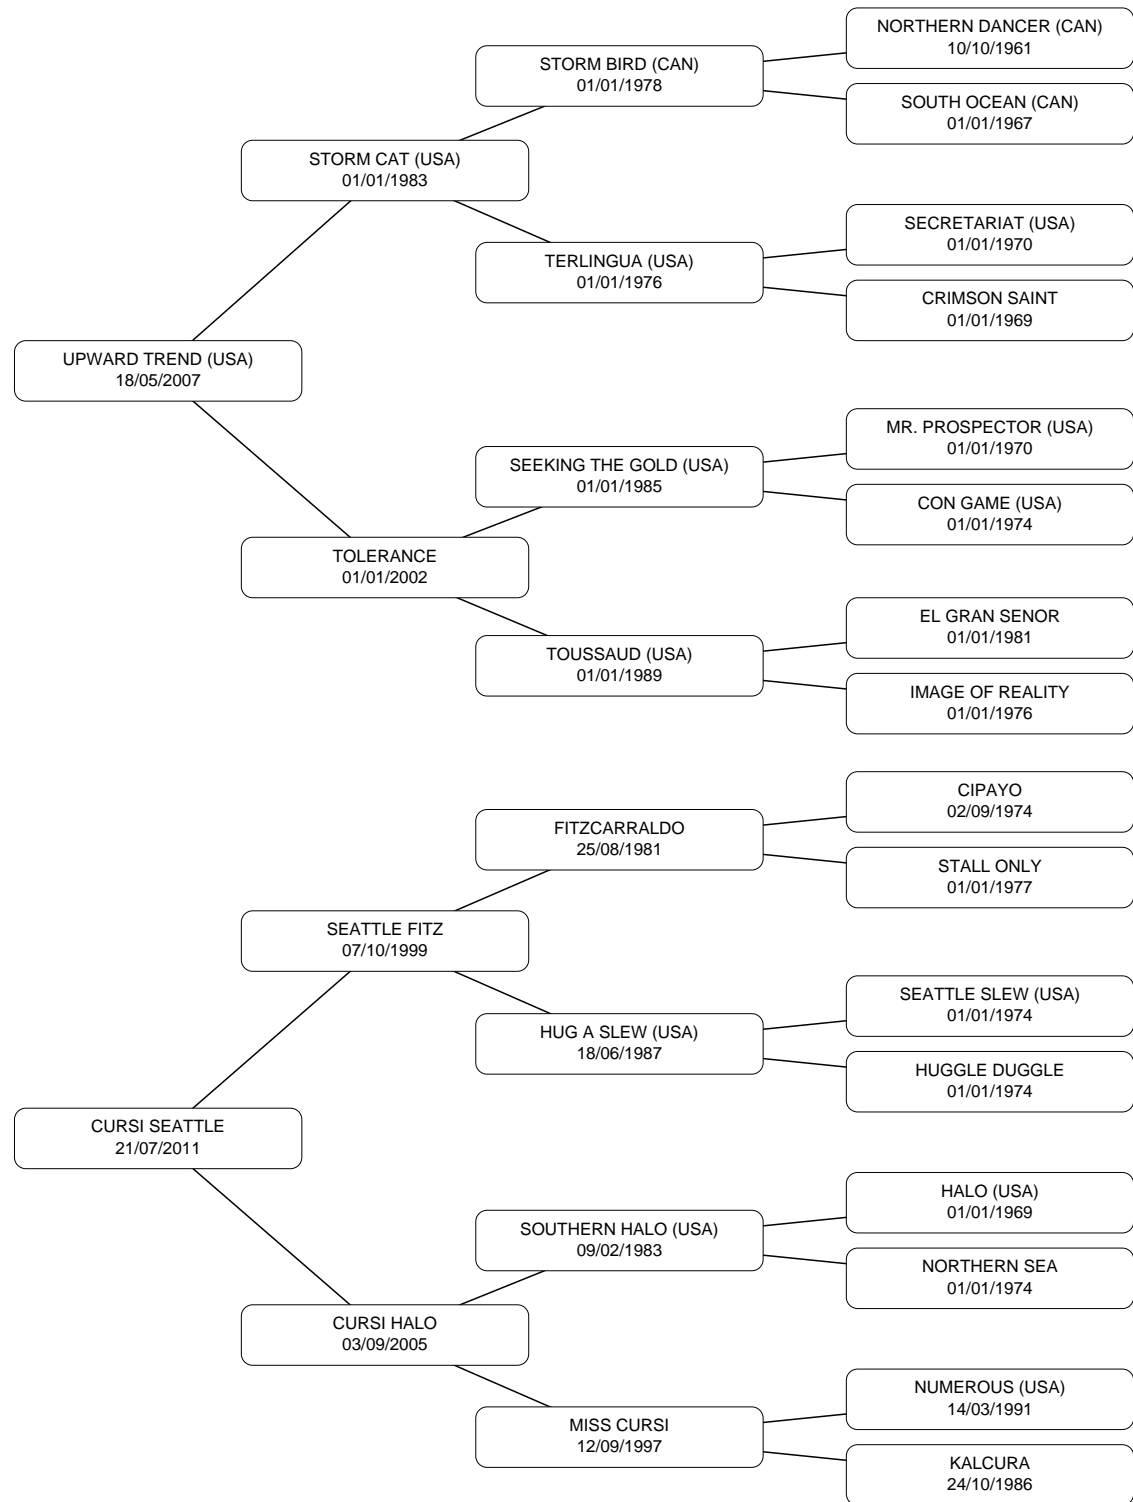 NORTHERN DANCER (CAN)
10/10/1961
STORM BIRD (CAN)
01/01/1978
SOUTH OCEAN (CAN)
01/01/1967
STORM CAT (USA)
01/01/1983
SECRETARIAT (USA)
01/01/1970
TERLINGUA (USA)
01/01/1976
CRIMSON SAINT
01/01/1969
UPWARD TREND (USA)
18/05/2007
MR. PROSPECTOR (USA)
01/01/1970
SEEKING THE GOLD (USA)
01/01/1985
CON GAME (USA)
01/01/1974
TOLERANCE
01/01/2002
EL GRAN SENOR
01/01/1981
TOUSSAUD (USA)
01/01/1989
IMAGE OF REALITY
01/01/1976
CIPAYO
02/09/1974
FITZCARRALDO
25/08/1981
STALL ONLY
01/01/1977
SEATTLE FITZ
07/10/1999
SEATTLE SLEW (USA)
01/01/1974
HUG A SLEW (USA)
18/06/1987
HUGGLE DUGGLE
01/01/1974
CURSI SEATTLE
21/07/2011
HALO (USA)
01/01/1969
SOUTHERN HALO (USA)
09/02/1983
NORTHERN SEA
01/01/1974
CURSI HALO
03/09/2005
NUMEROUS (USA)
14/03/1991
MISS CURSI
12/09/1997
KALCURA
24/10/1986